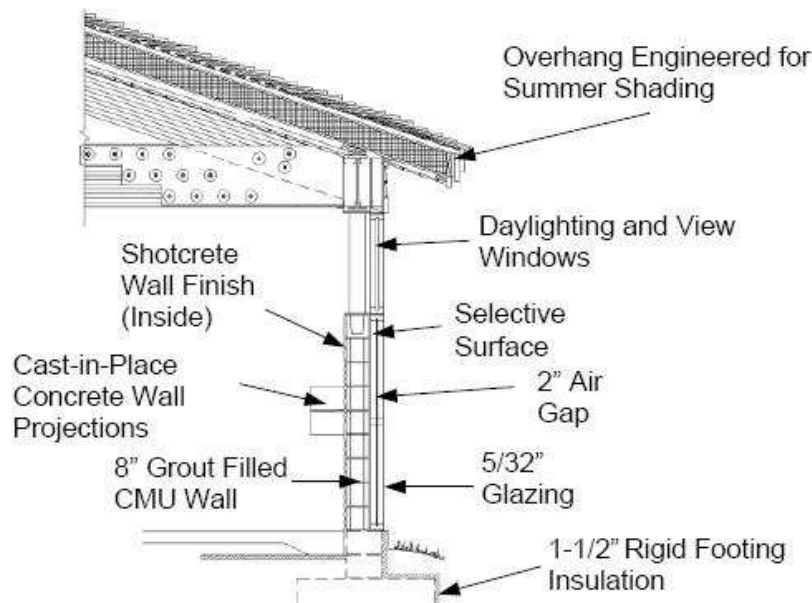 Overhang Engineered for
Summer Shading
Daylighting and View
Windows
Shotcrete
Wall Finish
(Inside)
Selective
Surface
Cast-in-Place
Concrete Wall
Projections
2” Air
Gap
8” Grout Filled
CMU Wall
5/32”
Glazing
1-1/2” Rigid Footing
Insulation